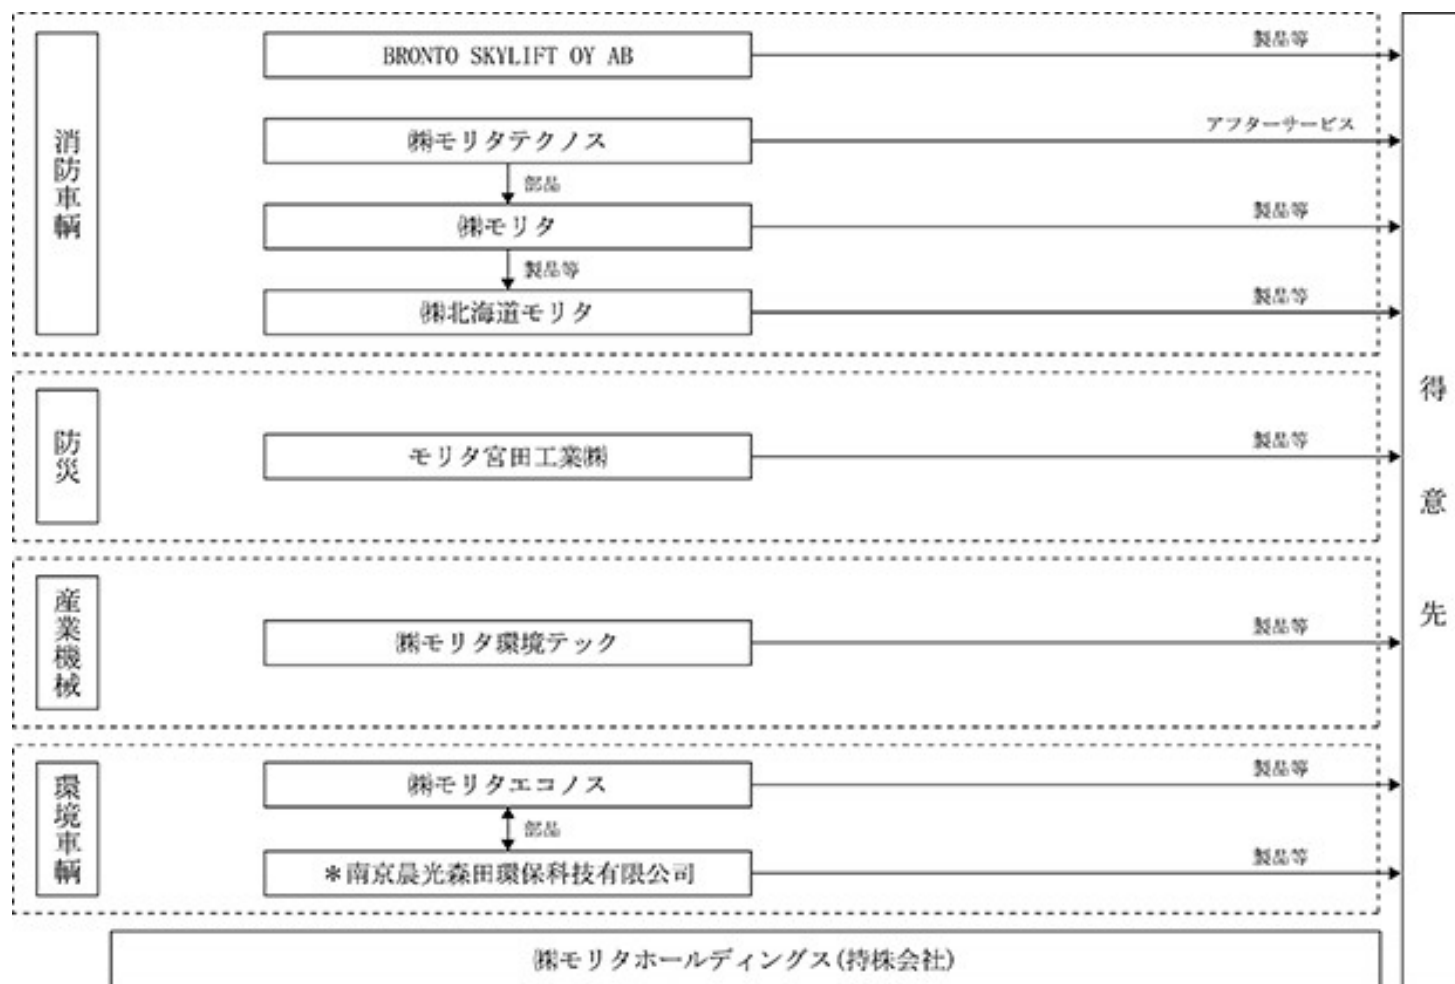 消防車輌
BRONTO SKYLIFT OY AB
製品等
㈱モリタテクノス
アフターサービス
部品
㈱モリタ
製品等
製品等
㈱北海道モリタ
製品等
防災
モリタ宮田工業㈱
製品等
産業機械
㈱モリタ環境テック
製品等
環境車輌
㈱モリタエコノス
製品等
部品
＊南京晨光森田環保科技有限公司
製品等
㈱モリタホールディングス(持株会社)
得意先